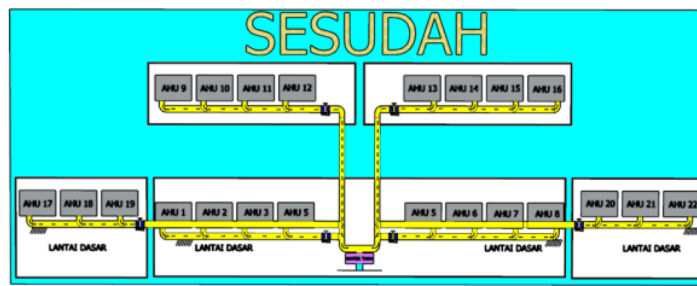 SESUDAH
AHU 9 AHU 10 AHU 11 AHU 12 AHU 13 AHU 14 AHU 15 AHU 16
AHU 17 AHU 18 AHU 19 AHU 1 AHU 2 AHU 3 AHU 5 AHU 5 AHU 6 AHU 7 AHU 8 AHU 20 AHU 21 AHU 22
LANTAI DASAR LANTAI DASAR LANTAI DASAR LANTAI DASAR